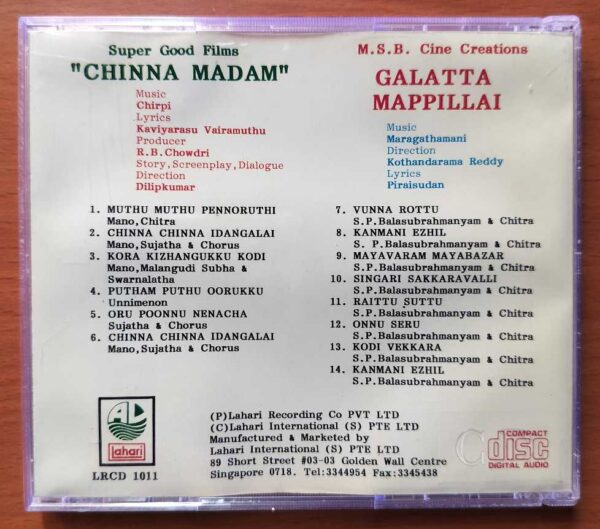 Super Good Films
"CHINNA MADAM"
Music
Chirpi
Lyrics
Kaviyarasu Vairamuthu
Producer
R.B.Chowdri
Story,Screenplay,Dialogue
Direction
Dilipkumar
1. MUTHU MUTHU PENNORUTHI
Mano,Chitra
2. CHINNA CHINNA IDANGALAI
Mano,Sujatha & Chorus
3. KORA KIZHANGUKKU KODI
Mano,Malangudi Subha &
Swarnalatha
4. PUTHAM PUTHU OORUKKU
Unnimenon
5. ORU POONNU NENACHA
Sujatha & Chorus
6. CHINNA CHINNA IDANGALAI
Mano,Sujatha & Chorus
M.S.B. Cine Creations
GALATTA
MAPPILLAI
Music
Maragathamani
Direction
Kothandarama Reddy
Lyrics
Piraisudan
7. VUNNA ROTTU
S.P.Balasubrahmanyam & Chitra
8. KANMANI EZHIL
S. P.Balasubrahmanyam & Chitra
9. MAYAVARAM MAYABAZAR
S.P.Balasubrahmanyam & Chitra
10. SINGARI SAKKARAVALLI
S.P.Balasubrahmanyam & Chitra
11. RAITTU SUTTU
S.P.Balasubrahmanyam & Chitra
12. ONNU SERU
S.P.Balasubrahmanyam & Chitra
13. KODI VEKKARA
S.P.Balasubrahmanyam & Chitra
14. KANMANI EZHIL
S.P.Balasubrahmanyam & Chitra
Lahari
LRCD 1011
(P)Lahari Recording Co PVT LTD
(C)Lahari International (S) PTE LTD
Manufactured & Marketed by
Lahari International (S) PTE LTD
89 Short Street #03-03 Golden Wall Centre
Singapore 0718. Tel:3344954 Fax:3345438
COMPACT
disc
DIGITAL AUDIO